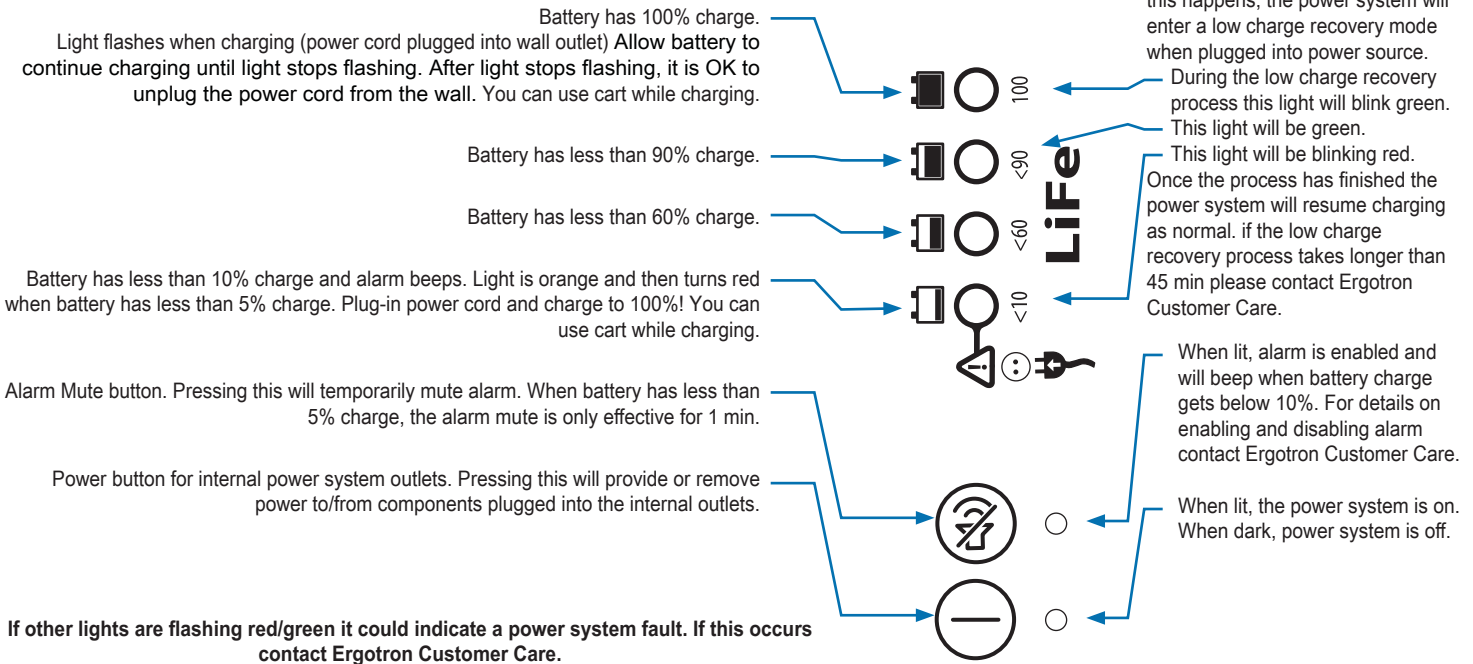 Battery has 100% charge.
Light flashes when charging (power cord plugged into wall outlet) Allow battery to
continue charging until light stops flashing. After light stops flashing, it is OK to
unplug the power cord from the wall. You can use cart while charging.
Battery has less than 90% charge.
Battery has less than 60% charge.
Battery has less than 10% charge and alarm beeps. Light is orange and then turns red
when battery has less than 5% charge. Plug-in power cord and charge to 100%! You can
use cart while charging.
Alarm Mute button. Pressing this will temporarily mute alarm. When battery has less than
5% charge, the alarm mute is only effective for 1 min.
Power button for internal power system outlets. Pressing this will provide or remove
power to/from components plugged into the internal outlets.
If other lights are flashing red/green it could indicate a power system fault. If this occurs
contact Ergotron Customer Care.
100
<90
<60
<10
LiFe
this happens, the power system will
enter a low charge recovery mode
when plugged into power source.
During the low charge recovery
process this light will blink green.
This light will be green.
This light will be blinking red.
Once the process has finished the
power system will resume charging
as normal. if the low charge
recovery process takes longer than
45 min please contact Ergotron
Customer Care.
When lit, alarm is enabled and
will beep when battery charge
gets below 10%. For details on
enabling and disabling alarm
contact Ergotron Customer Care.
When lit, the power system is on.
When dark, power system is off.